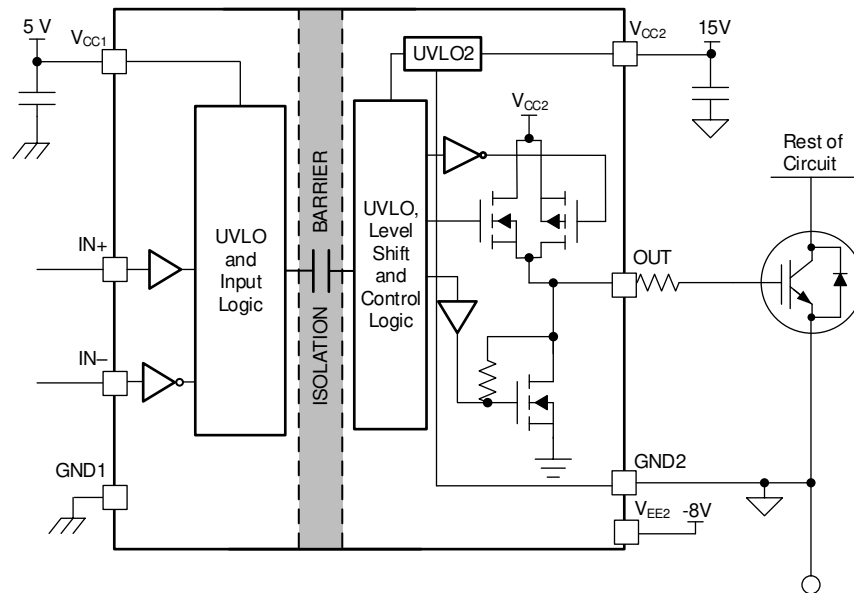 5 V
VCC1
UVLO2
VCC2
15V
VCC2
Rest of
Circuit
UVLO
and
Input
Logic
ISOLATION BARRIER
UVLO,
Level
Shift
and
Control
Logic
IN+
OUT
IN–
GND1
GND2
VEE2
-8V